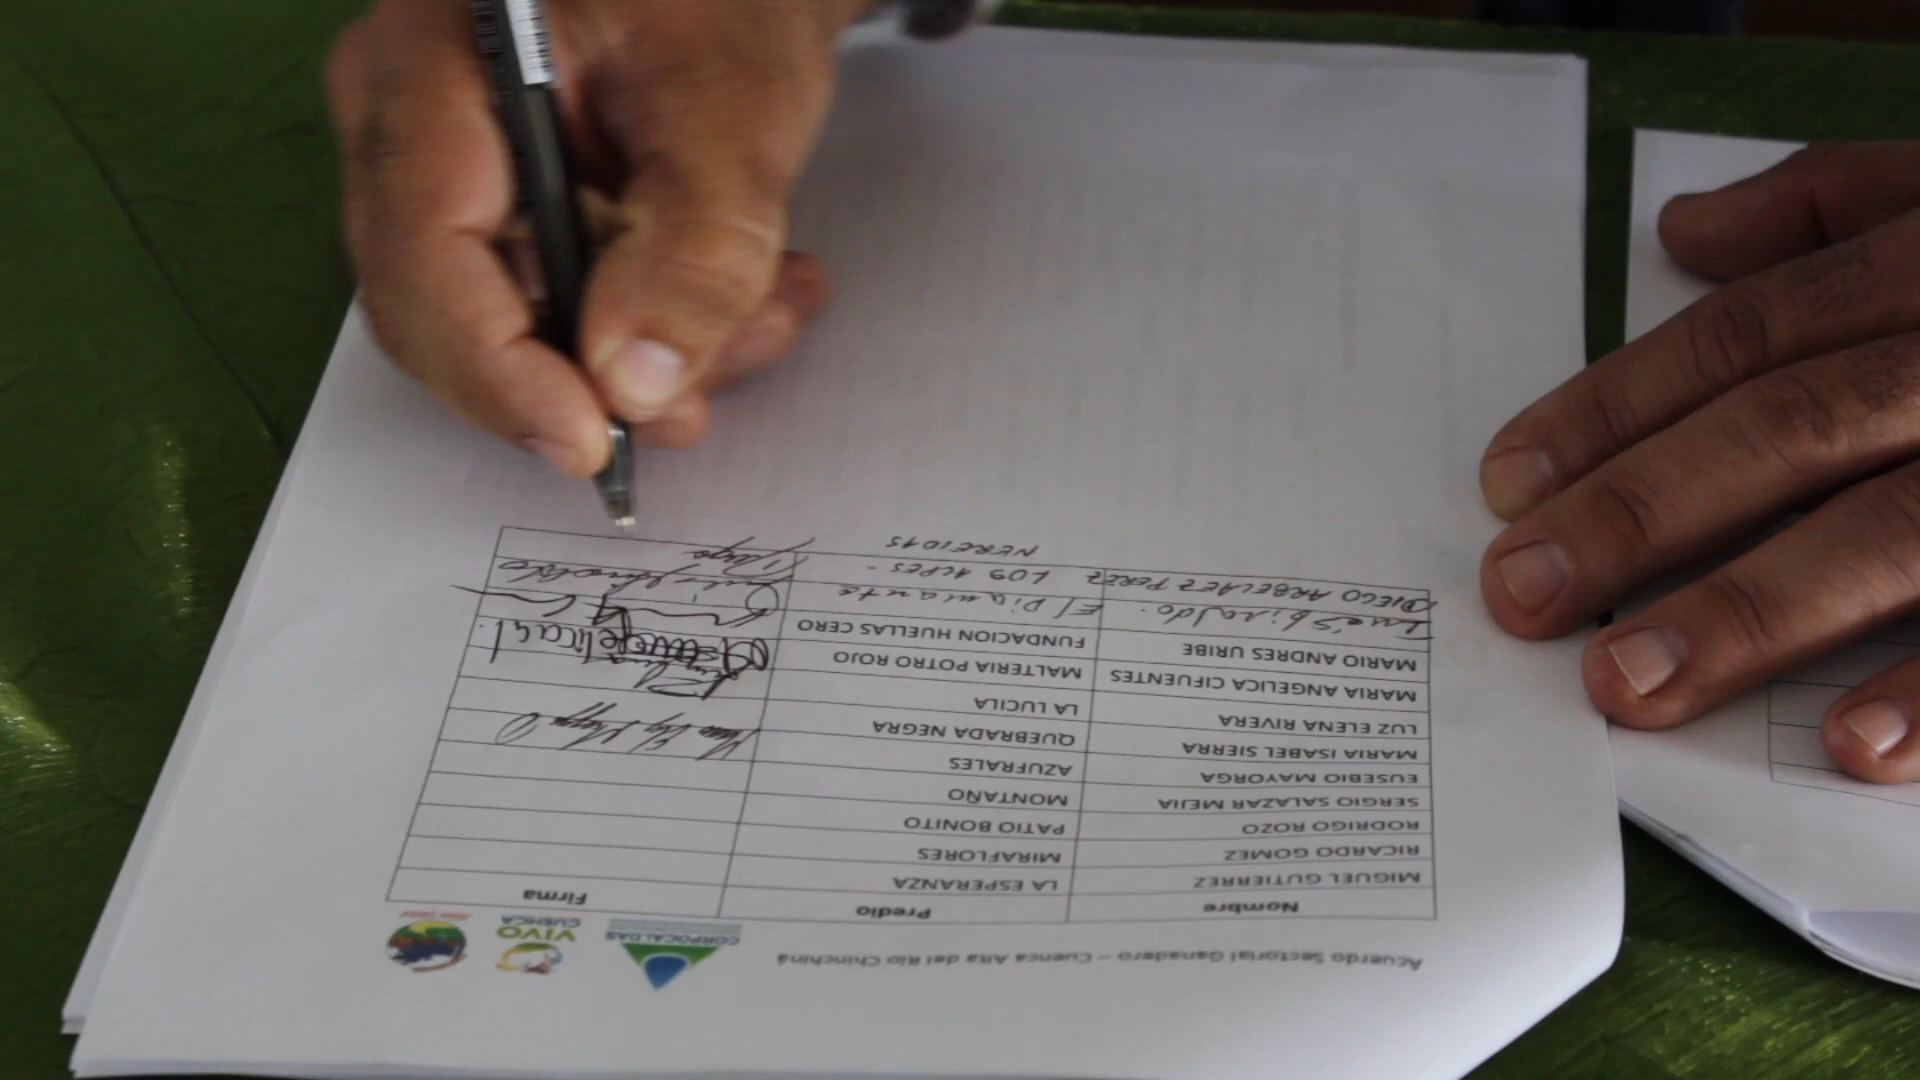 Acuerdo Sectorial Ganadero – Cuenca Alta del Río Chinchiná
CORPOCALDAS
VIVO
CUENCA
Nombre Predio Firma
MIGUEL GUTIERREZ LA ESPERANZA
RICARDO GOMEZ MIRAFLORES
RODRIGO ROZO PATIO BONITO
SERGIO SALAZAR MEJIA MONTAÑO
EUSEBIO MAYORGA AZUFRALES
MARIA ISABEL SIERRA QUEBRADA NEGRA
LUZ ELENA RIVERA LA LUCILA
MARIA ANGELICA CIFUENTES MALTERIA POTRO ROJO
MARIO ANDRES URIBE FUNDACION HUELLAS CERO
El Diamante
DIEGO ARBELAEZ PEREZ LOS ALPES -
NEREIDAS